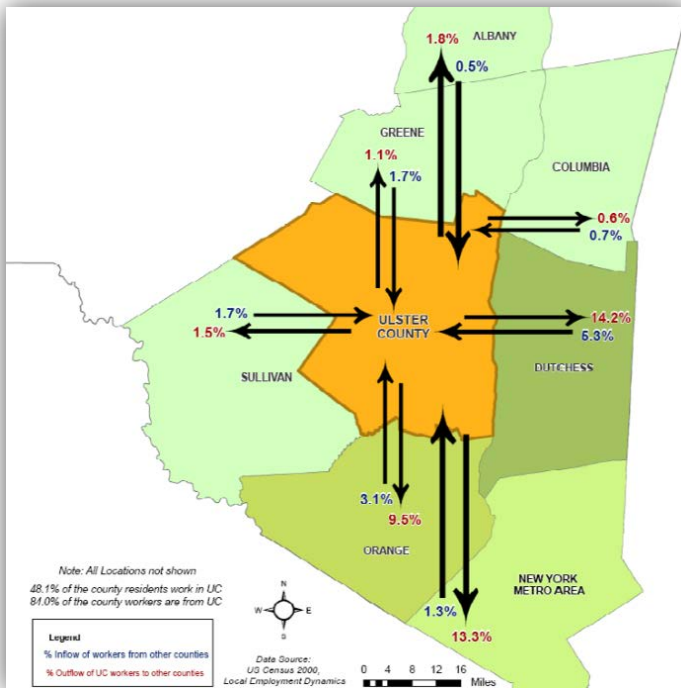 ALBANY
1.8%
0.5%
GREENE
1.1%
1.7%
COLUMBIA
0.6%
0.7%
1.7%
1.5%
ULSTER
COUNTY
14.2%
5.3%
SULLIVAN
DUTCHESS
3.1%
9.5%
ORANGE
NEW YORK
METRO AREA
1.3%
13.3%
Note: All Locations not shown
48.1% of the county residents work in UC
84.0% of the county workers are from UC
Legend
% Inflow of workers from other counties
% Outflow of UC workers to other counties
N
W E
S
Data Source:
US Census 2000,
Local Employment Dynamics
0 4 8 12 16
Miles